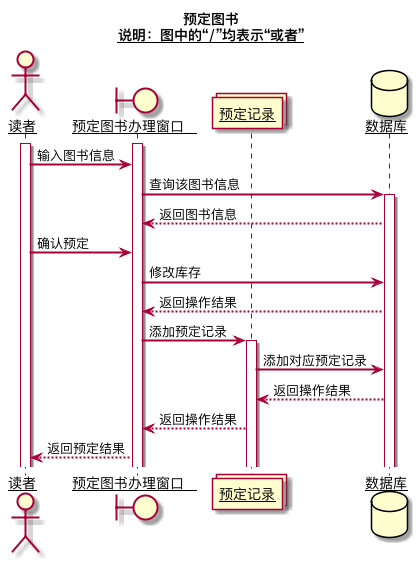 预定图书
说明：图中的“/”均表示“或者”
读者
预定图书办理窗口
预定记录
数据库
输入图书信息
查询该图书信息
返回图书信息
确认预定
修改库存
返回操作结果
添加预定记录
添加对应预定记录
返回操作结果
返回操作结果
返回预定结果
读者
预定图书办理窗口
预定记录
数据库